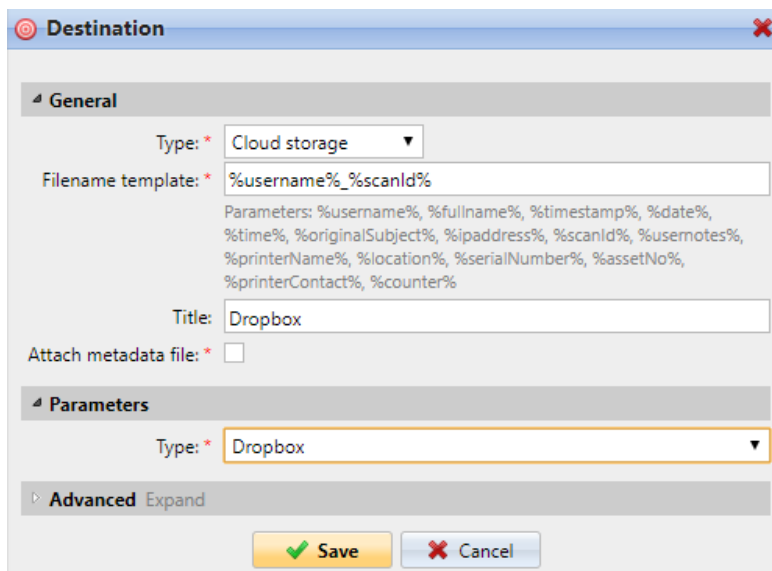 Destination
General
Type: * Cloud storage
Filename template: * %username%_%scanId%
Parameters: %username%, %fullname%, %timestamp%, %date%,
%time%, %originalSubject%, %ipaddress%, %scanId%, %usernotes%,
%printerName%, %location%, %serialNumber%, %assetNo%,
%printerContact%, %counter%
Title: Dropbox
Attach metadata file: *
Parameters
Type: * Dropbox
Advanced Expand
Save Cancel